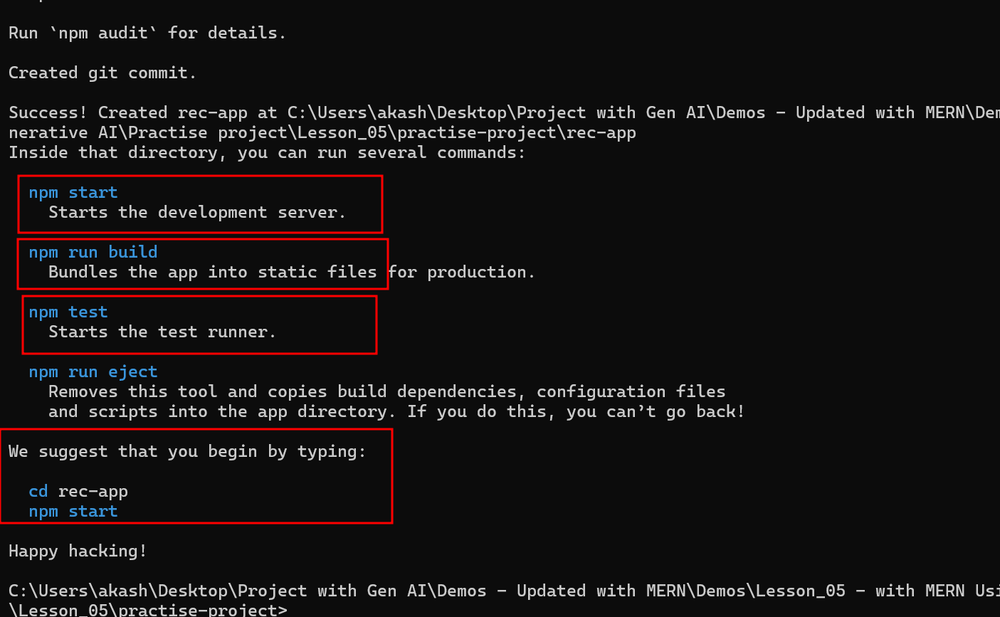 Run `npm audit` for details.
Created git commit.
Success! Created rec-app at C:\Users\akash\Desktop\Project with Gen AI\Demos - Updated with MERN\Dem
nerative AI\Practise project\Lesson_05\practise-project\rec-app
Inside that directory, you can run several commands:
npm start
Starts the development server.
npm run build
Bundles the app into static files for production.
npm test
Starts the test runner.
npm run eject
Removes this tool and copies build dependencies, configuration files
and scripts into the app directory. If you do this, you can’t go back!
We suggest that you begin by typing:
cd rec-app
npm start
Happy hacking!
C:\Users\akash\Desktop\Project with Gen AI\Demos - Updated with MERN\Demos\Lesson_05 - with MERN Usi
\Lesson_05\practise-project>